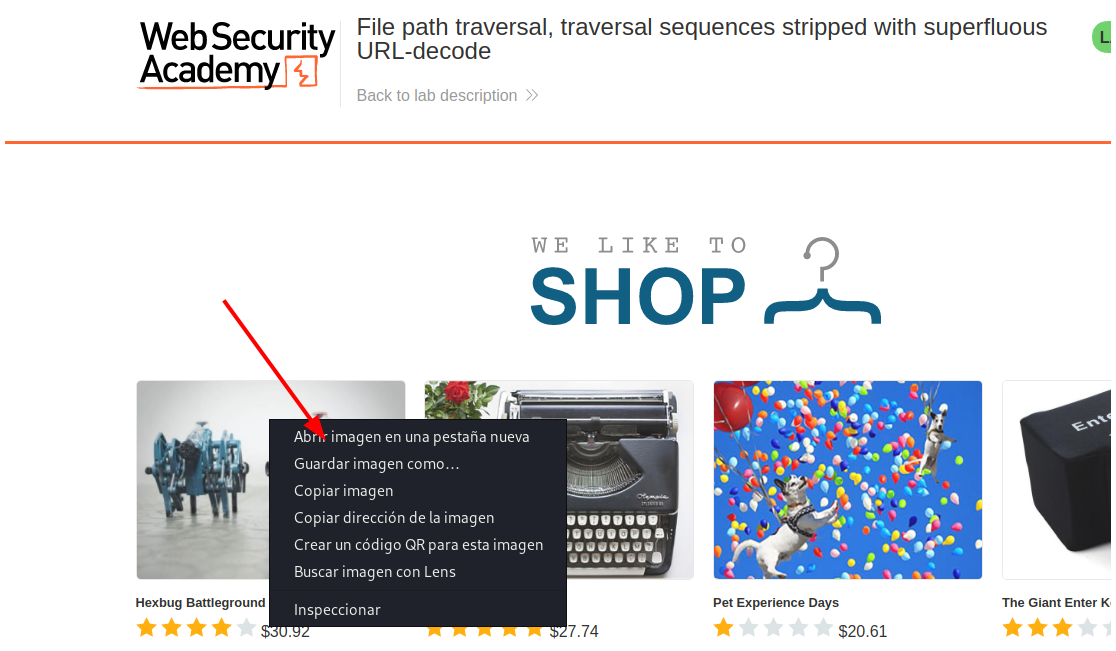 Web Security
Academy
File path traversal, traversal sequences stripped with superfluous
URL-decode
Back to lab description
WE LIKE TO
SHOP
Abrir imagen en una pestaña nueva
Guardar imagen como…
Copiar imagen
Copiar dirección de la imagen
Crear un código QR para esta imagen
Buscar imagen con Lens
Inspeccionar
Hexbug Battleground
$30.92
$27.74
Pet Experience Days
$20.61
The Giant Enter